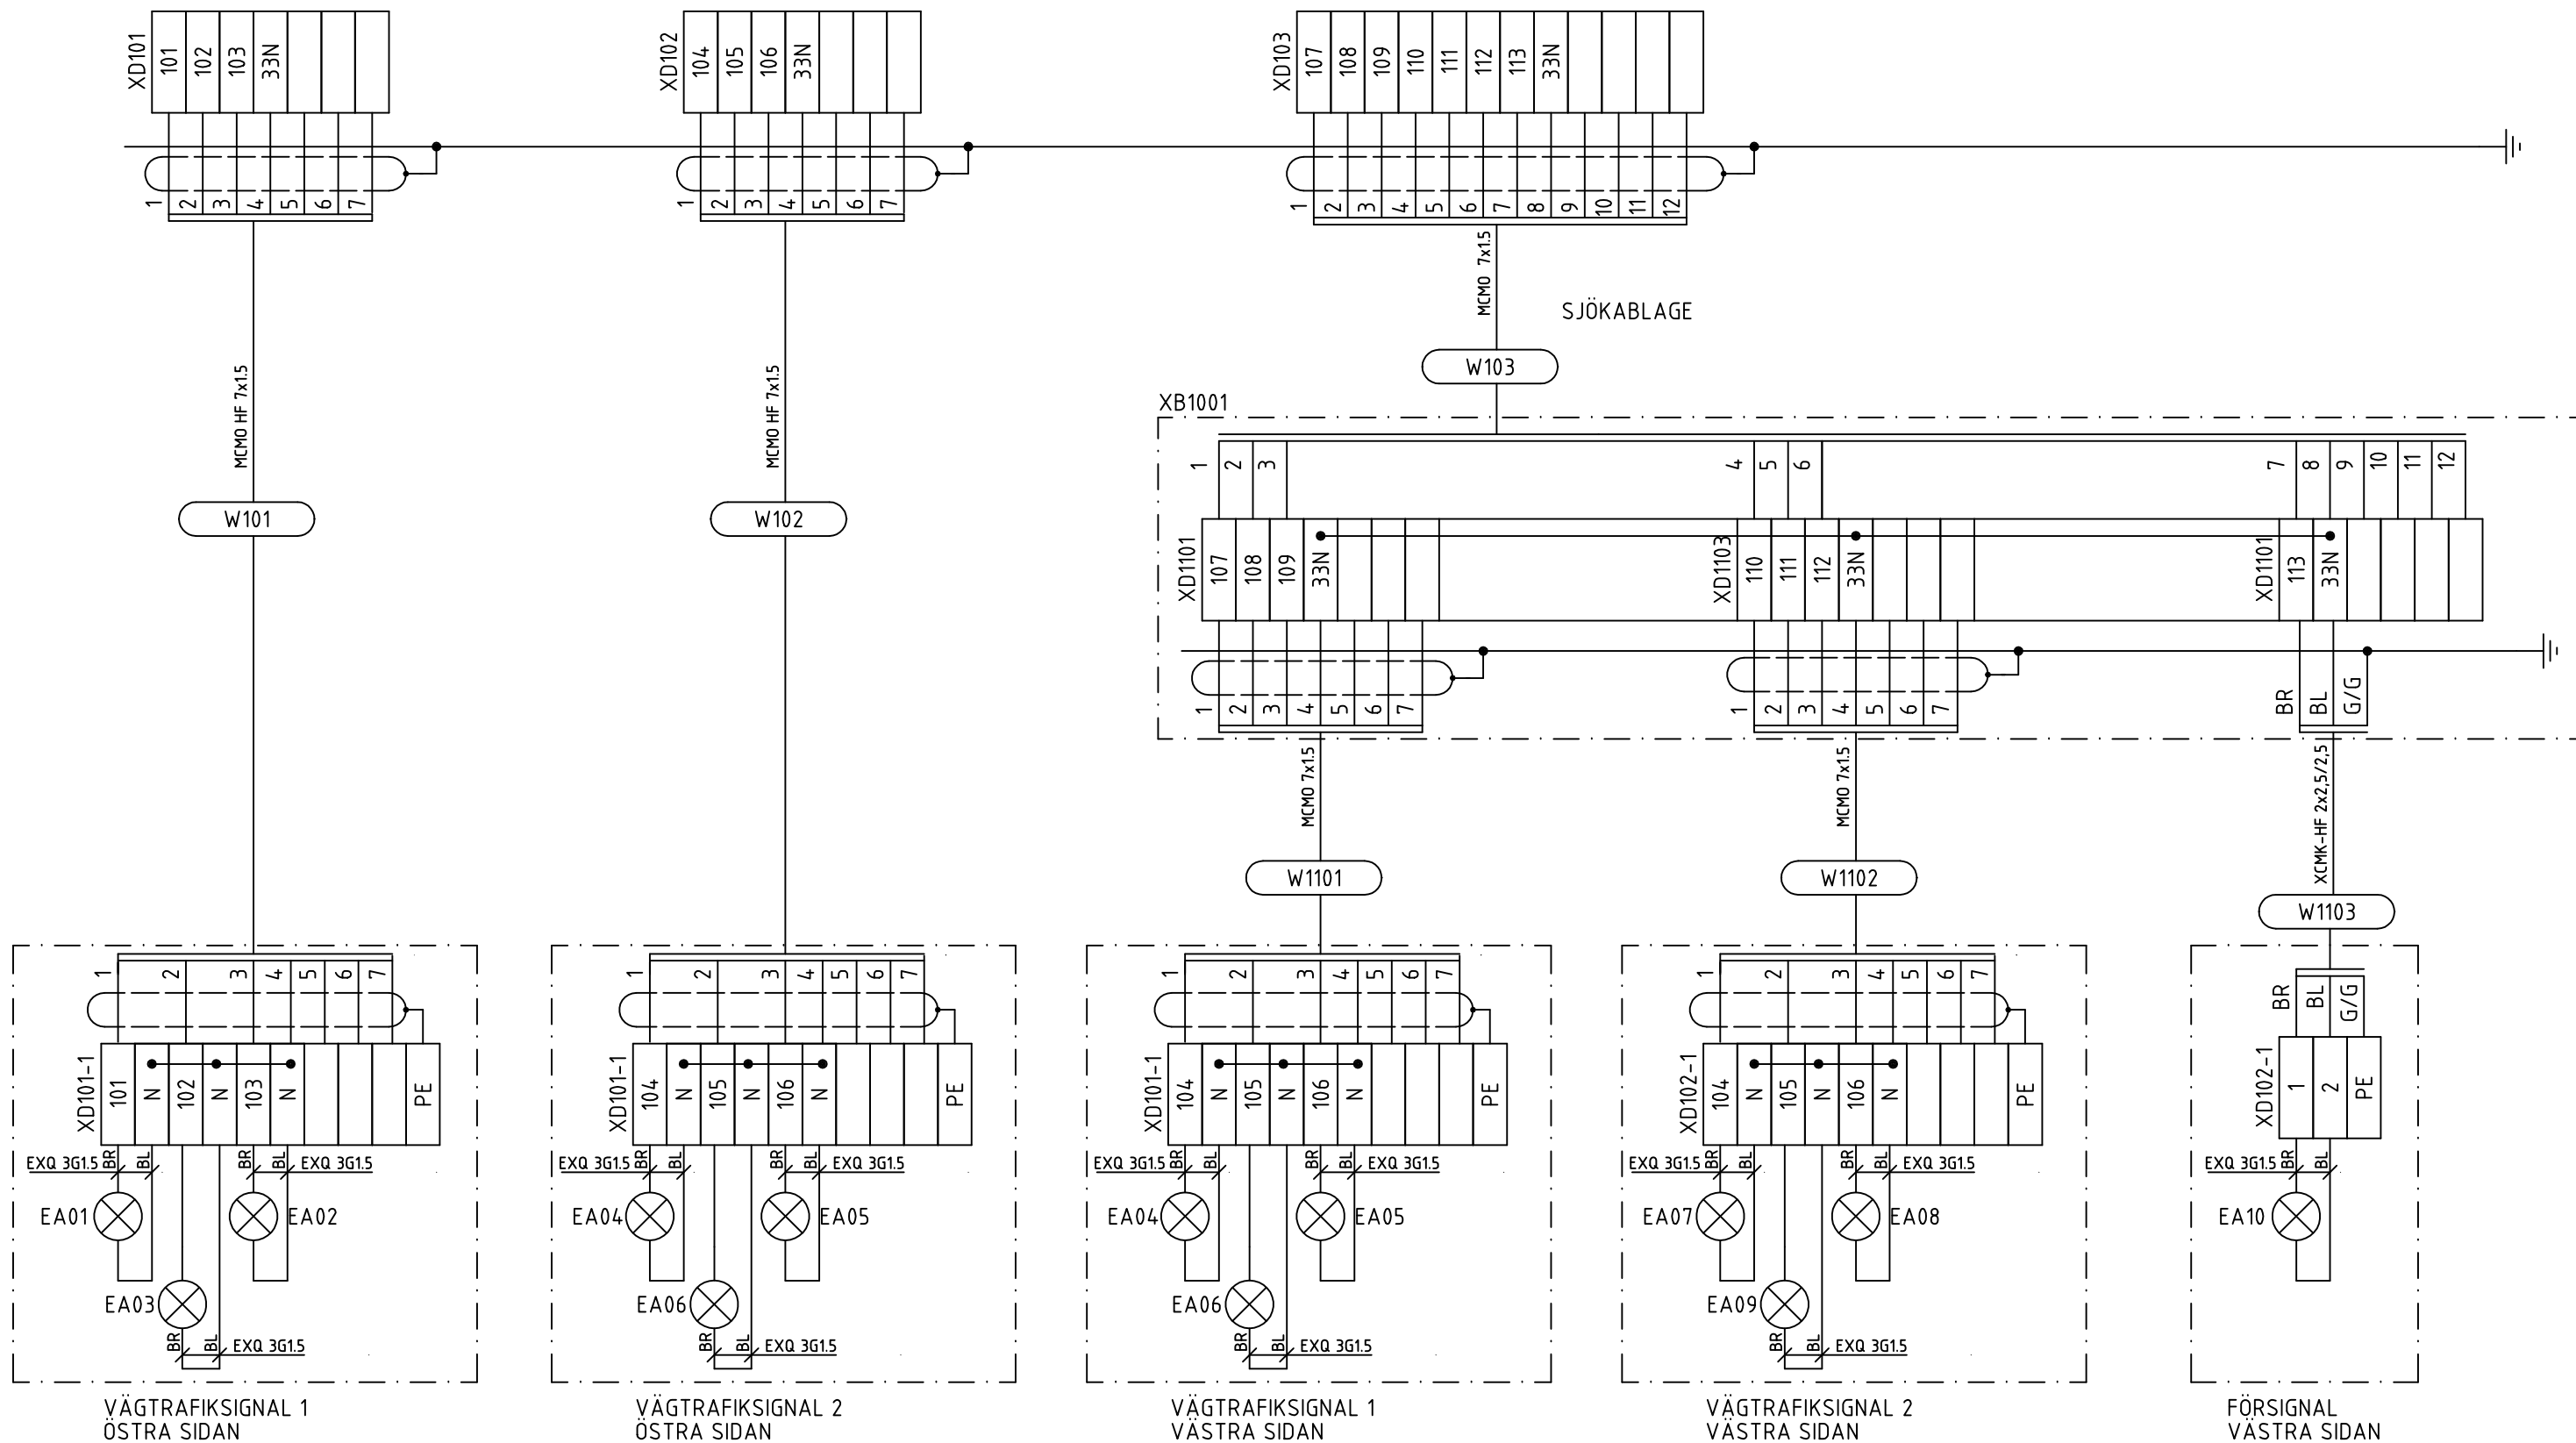 XD101 101 102 103 33N
XD102 104 105 106 33N
XD103 107 108 109 110 111 112 113 33N
1 2 3 4 5 6 7
1 2 3 4 5 6 7
1 2 3 4 5 6 7 8 9 10 11 12
MCMO HF 7x1.5
MCMO HF 7x1.5
MCMO 7x1.5
SJÖKABLAGE
W101
W102
W103
XB1001
1 2 3
4 5 6
7 8 9 10 11 12
XD1101 107 108 109 33N
XD1103 110 111 112 33N
XD1101 113 33N
1 2 3 4 5 6 7
1 2 3 4 5 6 7
BR BL G/G
MCMO 7x1.5
MCMO 7x1.5
XCMK-HF 2x2,5/2,5
W1101
W1102
W1103
1 2 3 4 5 6 7
XD101-1 101 N 102 N 103 N PE
EXQ 3G1.5 BR BL
BR BL EXQ 3G1.5
EA01
EA02
EA03
BR BL EXQ 3G1.5
VÄGTRAFIKSIGNAL 1
ÖSTRA SIDAN
1 2 3 4 5 6 7
XD101-1 104 N 105 N 106 N PE
EXQ 3G1.5 BR BL
BR BL EXQ 3G1.5
EA04
EA05
EA06
BR BL EXQ 3G1.5
VÄGTRAFIKSIGNAL 2
ÖSTRA SIDAN
1 2 3 4 5 6 7
XD101-1 104 N 105 N 106 N PE
EXQ 3G1.5 BR BL
BR BL EXQ 3G1.5
EA04
EA05
EA06
BR BL EXQ 3G1.5
VÄGTRAFIKSIGNAL 1
VÄSTRA SIDAN
1 2 3 4 5 6 7
XD102-1 104 N 105 N 106 N PE
EXQ 3G1.5 BR BL
BR BL EXQ 3G1.5
EA07
EA08
EA09
BR BL EXQ 3G1.5
VÄGTRAFIKSIGNAL 2
VÄSTRA SIDAN
BR BL G/G
XD102-1 1 2 PE
EXQ 3G1.5 BR BL
EA10
FÖRSIGNAL
VÄSTRA SIDAN